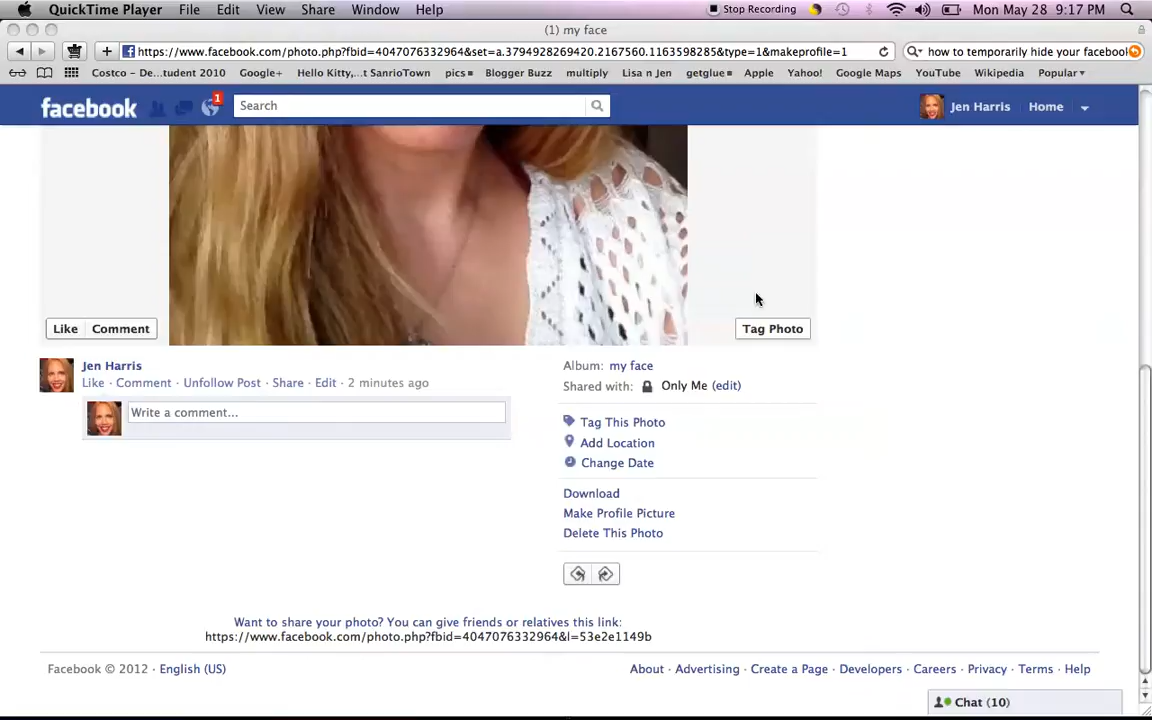 QuickTime Player File Edit View Share Window Help Stop Recording Mon May 28 9:17 PM
(1) my face
https://www.facebook.com/photo.php?fbid=4047076332964&set=a.3794928269420.2167560.1163598285&type=1&makeprofile=1 how to temporarily hide your facebool
Costco - De...tudent 2010 Google+ Hello Kitty,...t SanrioTown pics multiply Blogger Buzz Lisa n Jen getglue Apple Yahoo! Google Maps YouTube Wikipedia Popular
facebook 1 Search Jen Harris Home
Like Comment Tag Photo
Jen Harris
Like · Comment · Unfollow Post · Share · Edit · 2 minutes ago
Write a comment...
Album: my face
Shared with: Only Me (edit)
Tag This Photo
Add Location
Change Date
Download
Make Profile Picture
Delete This Photo
Want to share your photo? You can give friends or relatives this link:
https://www.facebook.com/photo.php?fbid=4047076332964&l=53e2e1149b
Facebook © 2012 · English (US) About · Advertising · Create a Page · Developers · Careers · Privacy · Terms · Help
Chat (10)